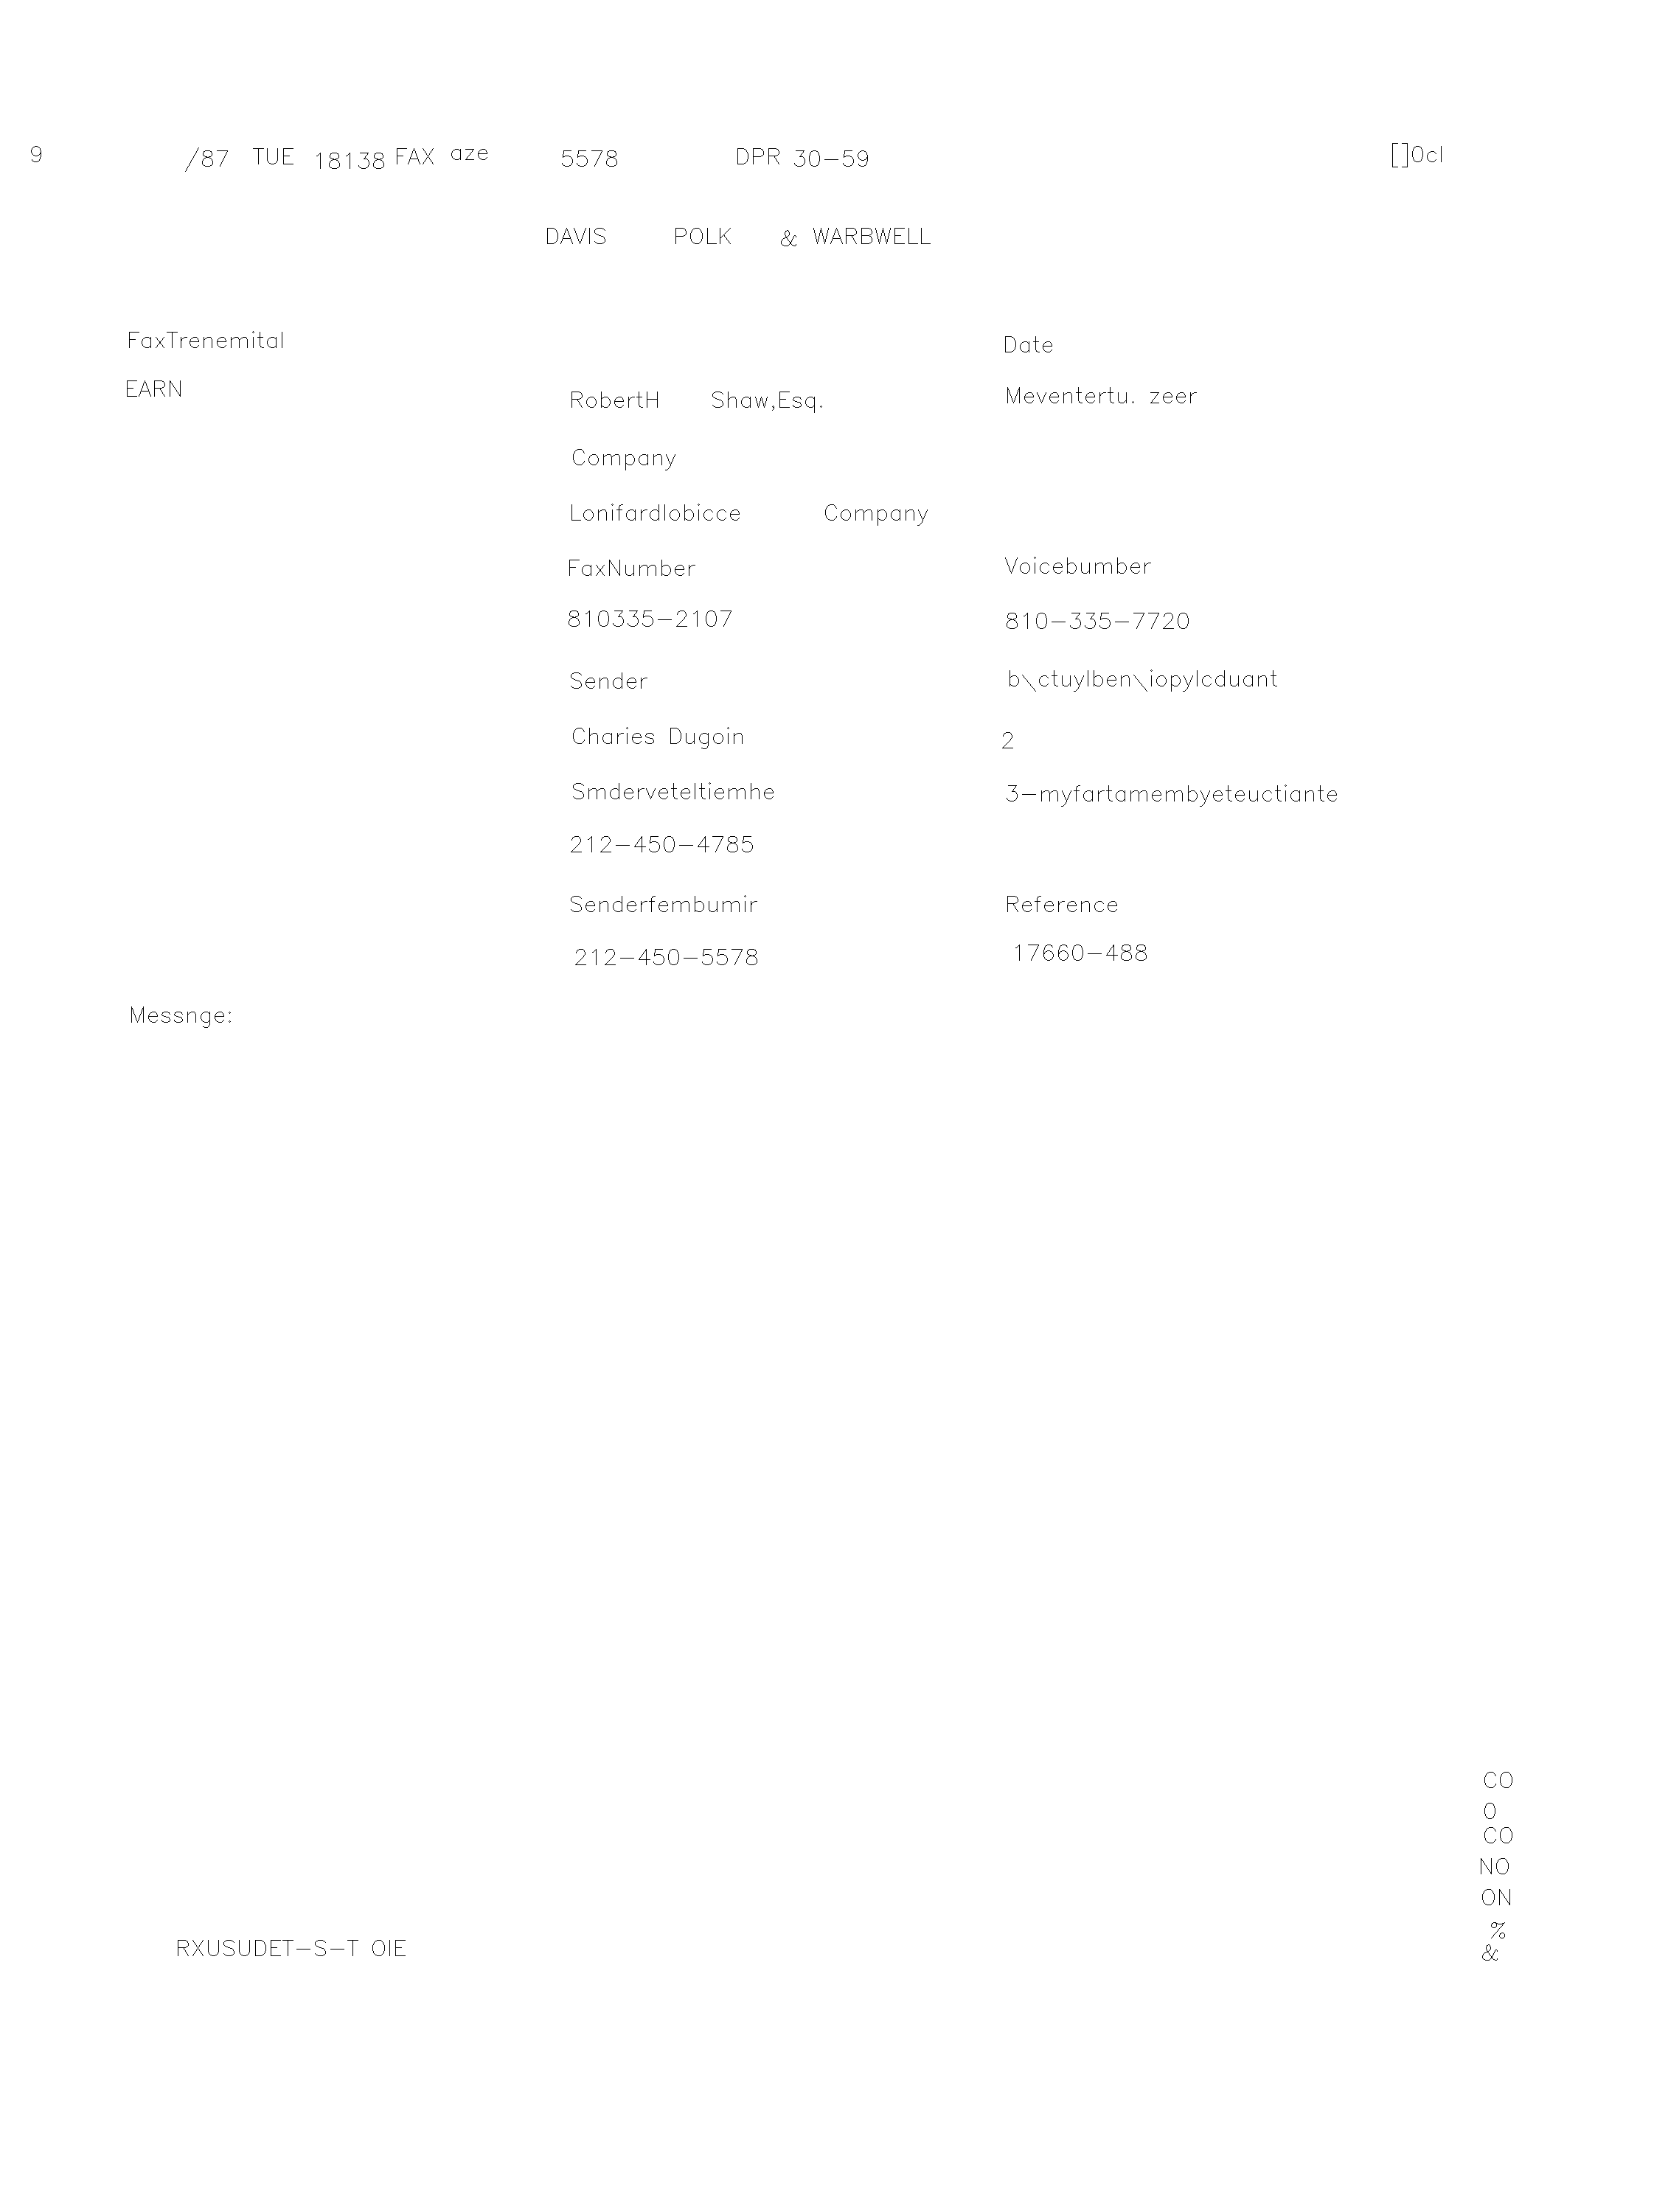 9 /87 TUE 18138 FAX aze 5578 DPR 30-59 []0cl
DAVIS POLK & WARBWELL
FaxTrenemital Date
EARN RobertH Shaw,Esq. Meventertu. zeer
Company
Lonifardlobicce Company
FaxNumber Voicebumber
810335-2107 810-335-7720
Sender b\ctuylben\iopylcduant
Charies Dugoin 2
Smderveteltiemhe 3-myfartamembyeteuctiante
212-450-4785
Senderfembumir Reference
212-450-5578 17660-488
Messnge:
CO
0
CO
NO
ON
%
RXUSUDET-S-T OIE &